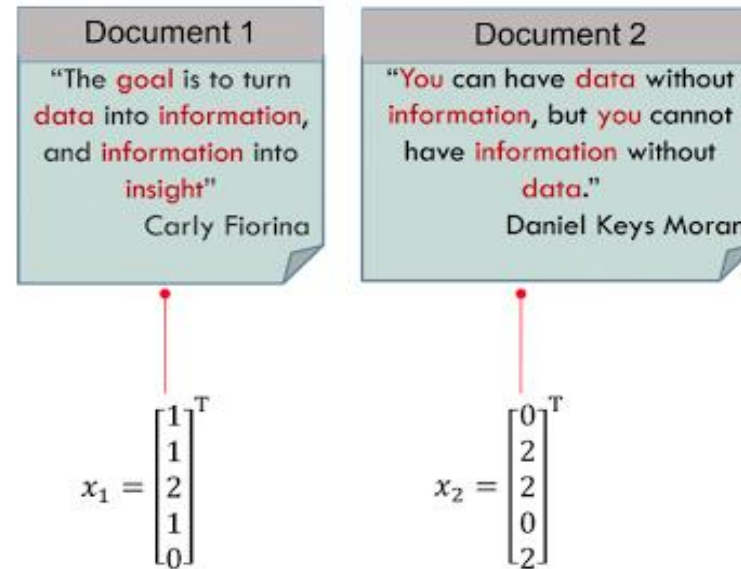 Document 1
“The goal is to turn
data into information,
and information into
insight”
Carly Fiorina
Document 2
“You can have data without
information, but you cannot
have information without
data.”
Daniel Keys Moran
x₁ =
1
1
2
1
0
T
x₂ =
0
2
2
0
2
T